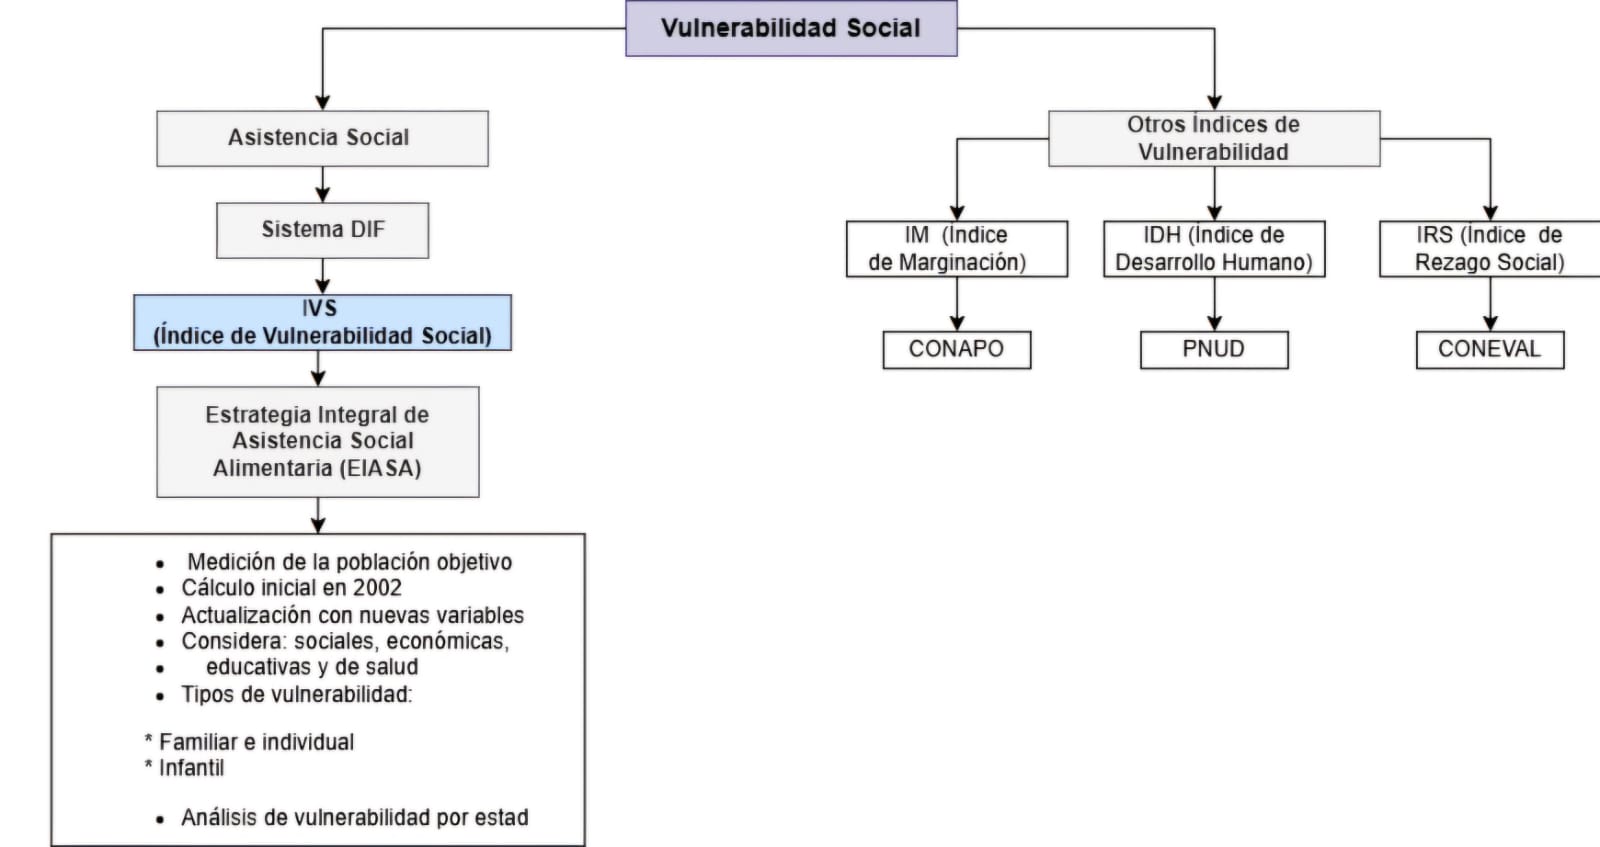 Vulnerabilidad Social
Asistencia Social
Sistema DIF
IVS
(Índice de Vulnerabilidad Social)
Estrategia Integral de
Asistencia Social
Alimentaria (EIASA)
• Medición de la población objetivo
• Cálculo inicial en 2002
• Actualización con nuevas variables
• Considera: sociales, económicas,
• educativas y de salud
• Tipos de vulnerabilidad:
* Familiar e individual
* Infantil
• Análisis de vulnerabilidad por estad
Otros Índices de
Vulnerabilidad
IM (Índice
de Marginación)
CONAPO
IDH (Índice de
Desarrollo Humano)
PNUD
IRS (Índice de
Rezago Social)
CONEVAL